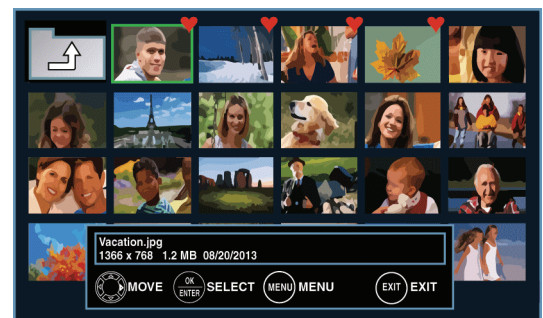 Vacation.jpg
1366 x 768 1.2 MB 08/20/2013
OK ENTER MOVE SELECT MENU MENU EXIT EXIT